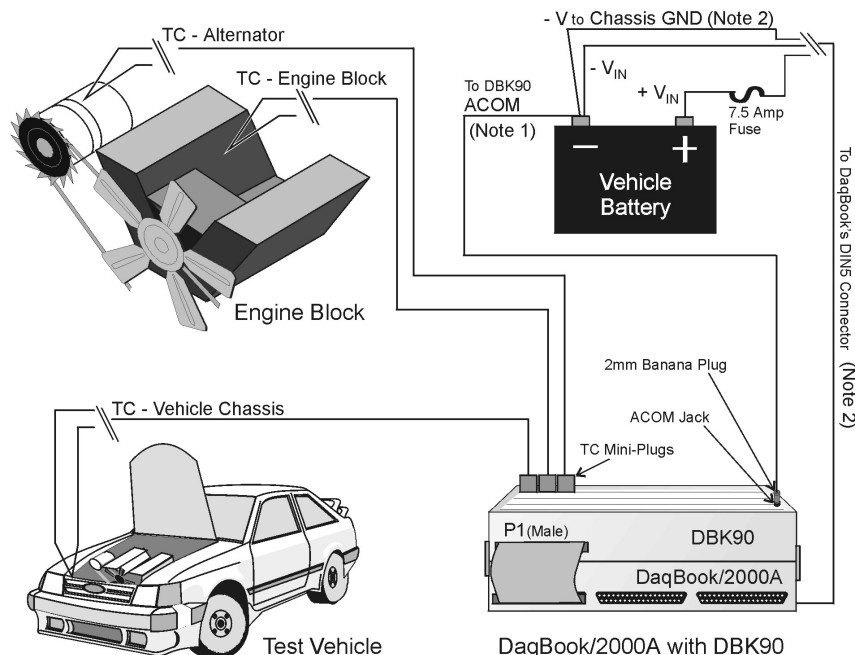 TC - Alternator
TC - Engine Block
Engine Block
- V to Chassis GND (Note 2)
- VIN
+ VIN
7.5 Amp
Fuse
To DBK90
ACOM
(Note 1)
− +
Vehicle
Battery
To DaqBook's DIN5 Connector (Note 2)
2mm Banana Plug
ACOM Jack
TC Mini-Plugs
TC - Vehicle Chassis
P1(Male)
DBK90
DaqBook/2000A
Test Vehicle
DaqBook/2000A with DBK90